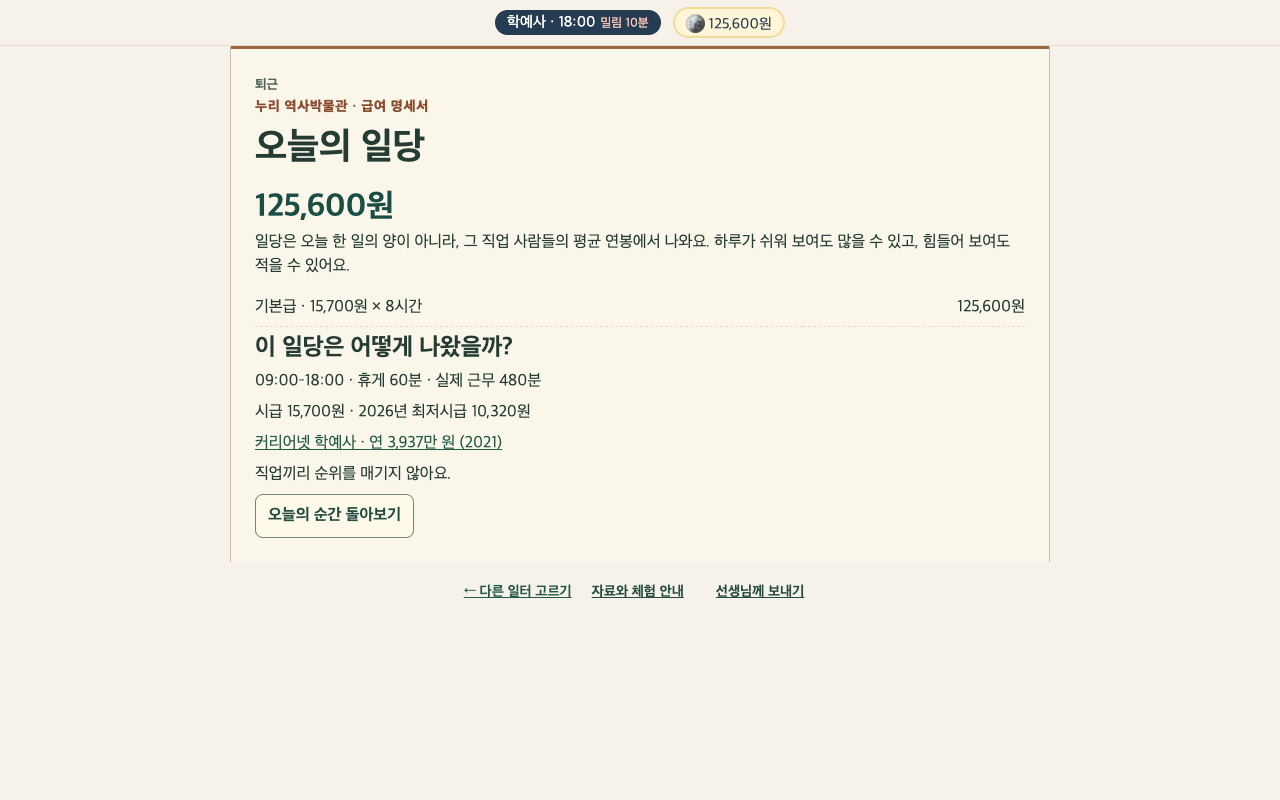 학예사 · 18:00 밀림 10분
125,600원
퇴근
누리 역사박물관 · 급여 명세서
오늘의 일당
125,600원
일당은 오늘 한 일의 양이 아니라, 그 직업 사람들의 평균 연봉에서 나와요. 하루가 쉬워 보여도 많을 수 있고, 힘들어 보여도
적을 수 있어요.
기본급 · 15,700원 × 8시간 125,600원
이 일당은 어떻게 나왔을까?
09:00-18:00 · 휴게 60분 · 실제 근무 480분
시급 15,700원 · 2026년 최저시급 10,320원
커리어넷 학예사 · 연 3,937만 원 (2021)
직업끼리 순위를 매기지 않아요.
오늘의 순간 돌아보기
← 다른 일터 고르기 자료와 체험 안내 선생님께 보내기